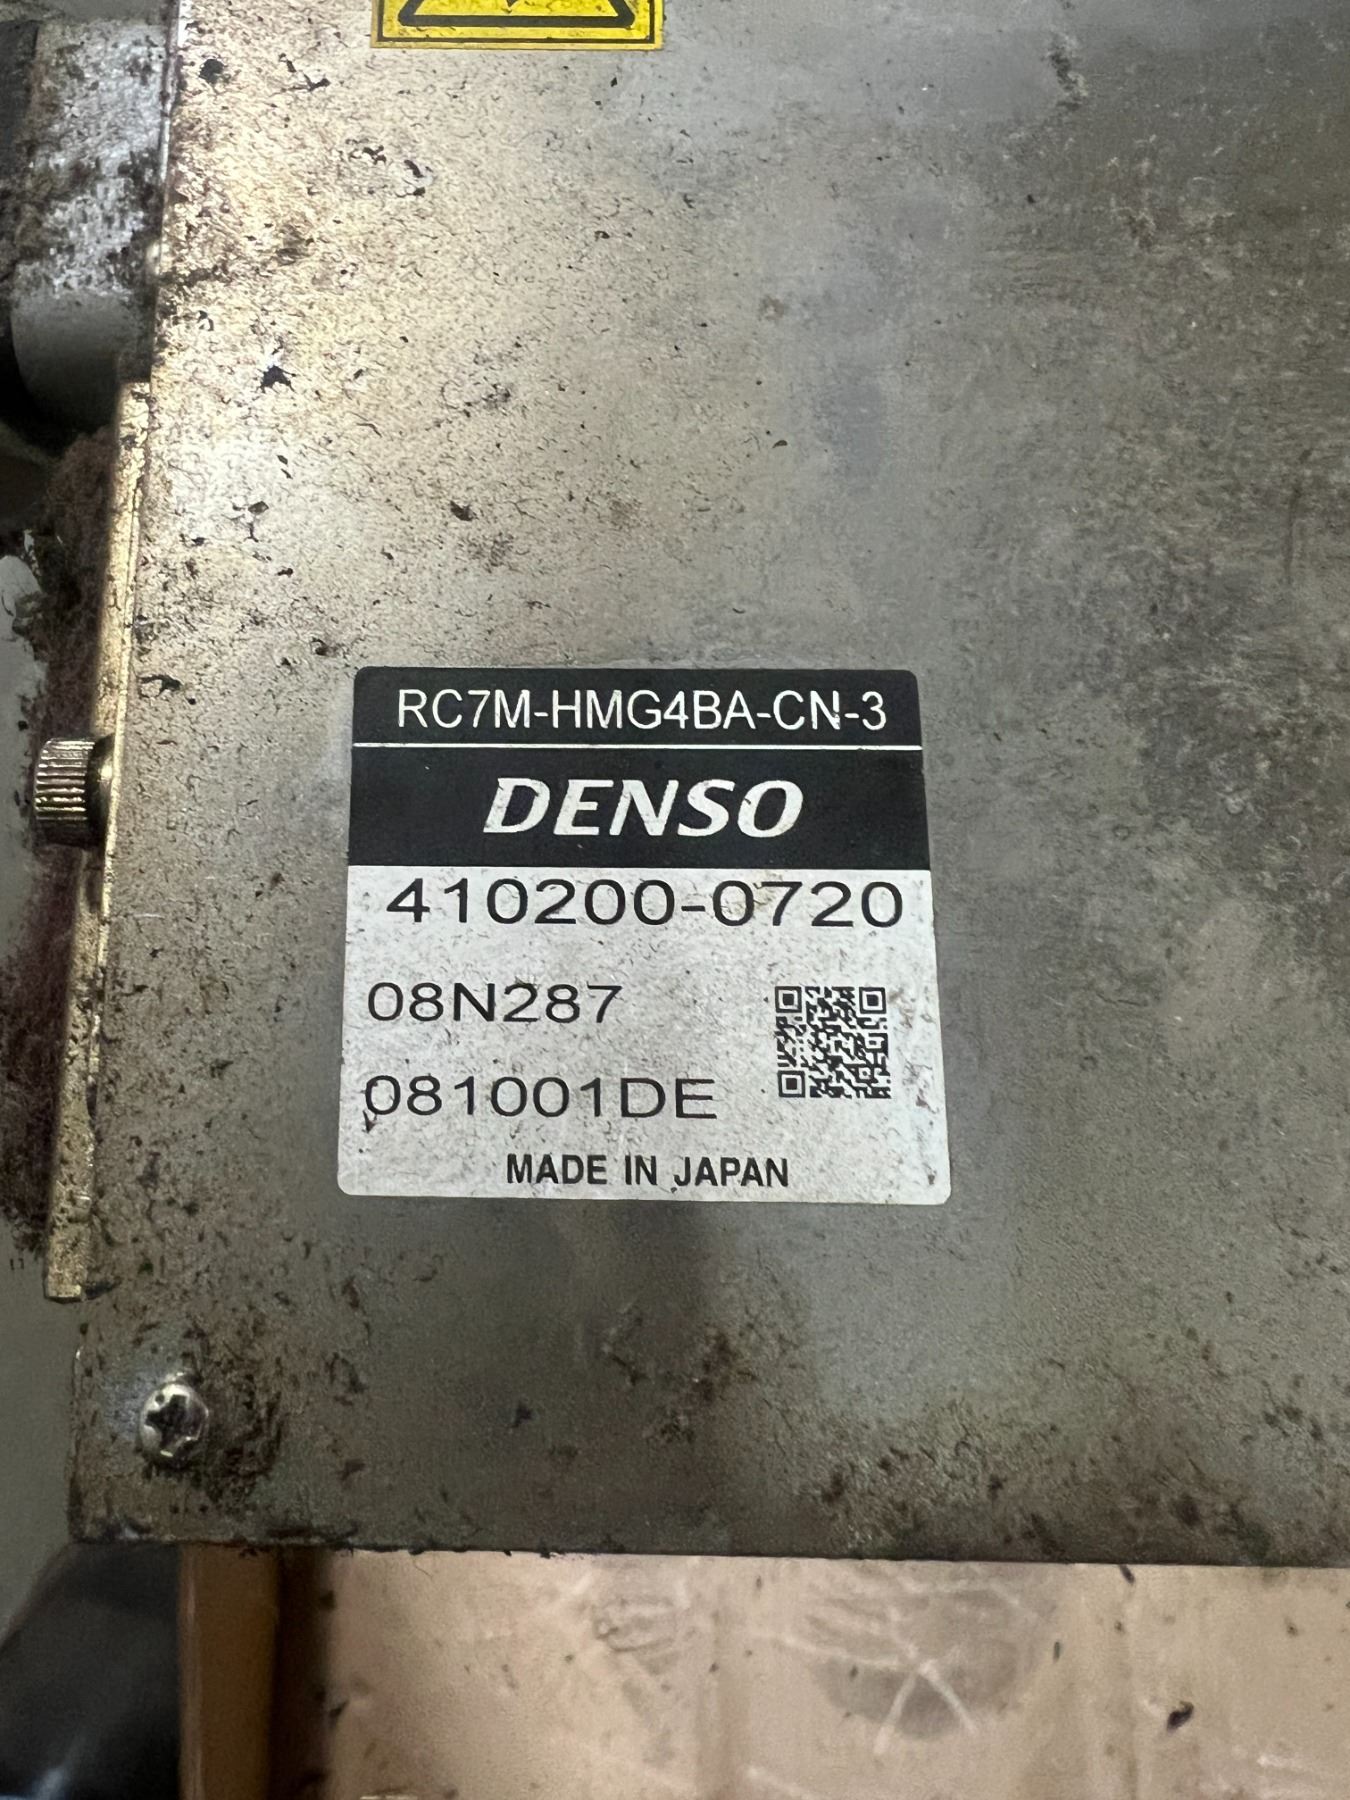 RC7M-HMG4BA-CN-3
DENSO
410200-0720
08N287
081001DE
MADE IN JAPAN